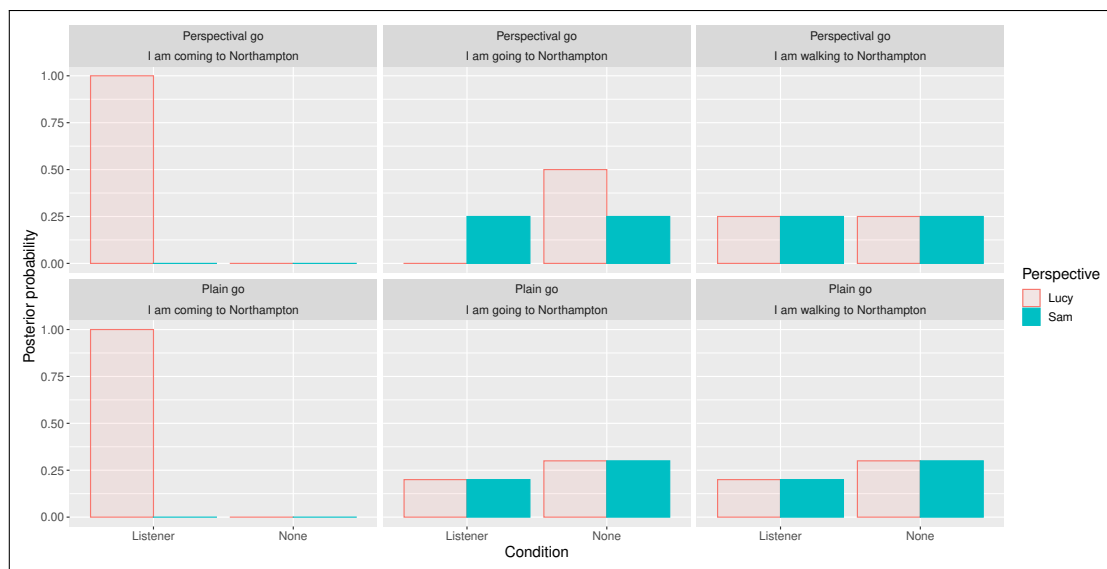 Perspectival go
I am coming to Northampton
Perspectival go
I am going to Northampton
Perspectival go
I am walking to Northampton
1.00
0.75
0.50
0.25
0.00
Plain go
I am coming to Northampton
Plain go
I am going to Northampton
Plain go
I am walking to Northampton
1.00
0.75
0.50
0.25
0.00
Posterior probability
Listener
None
Listener
None
Listener
None
Condition
Perspective
Lucy
Sam